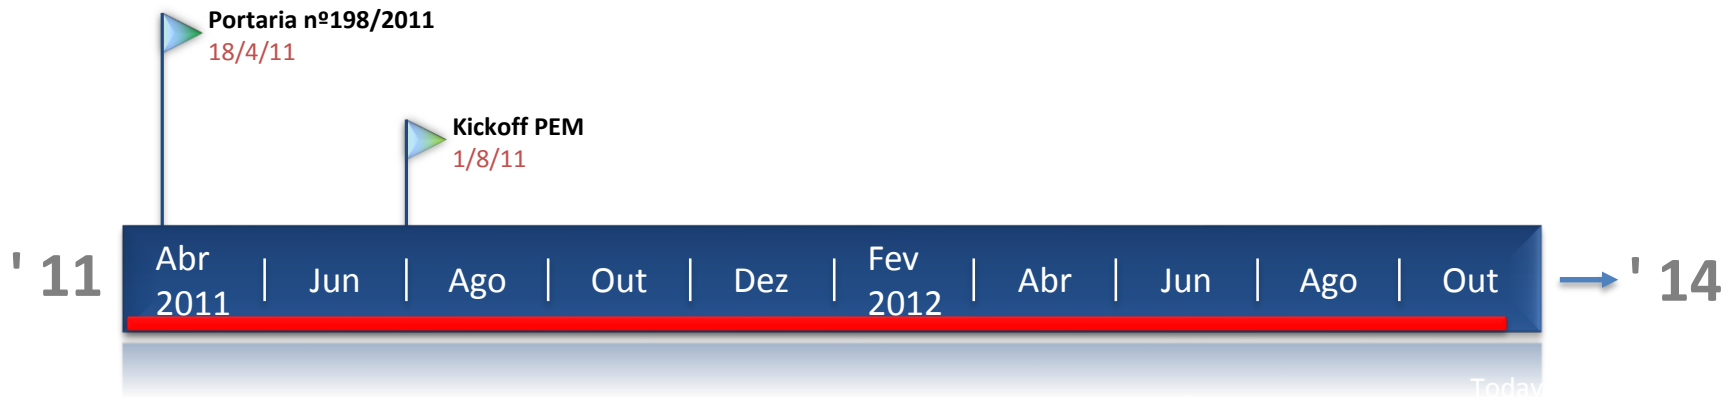 Portaria nº198/2011
18/4/11
Kickoff PEM
1/8/11
' 11
Abr
2011
Jun
Ago
Out
Dez
Fev
2012
Abr
Jun
Ago
Out
' 14
Today